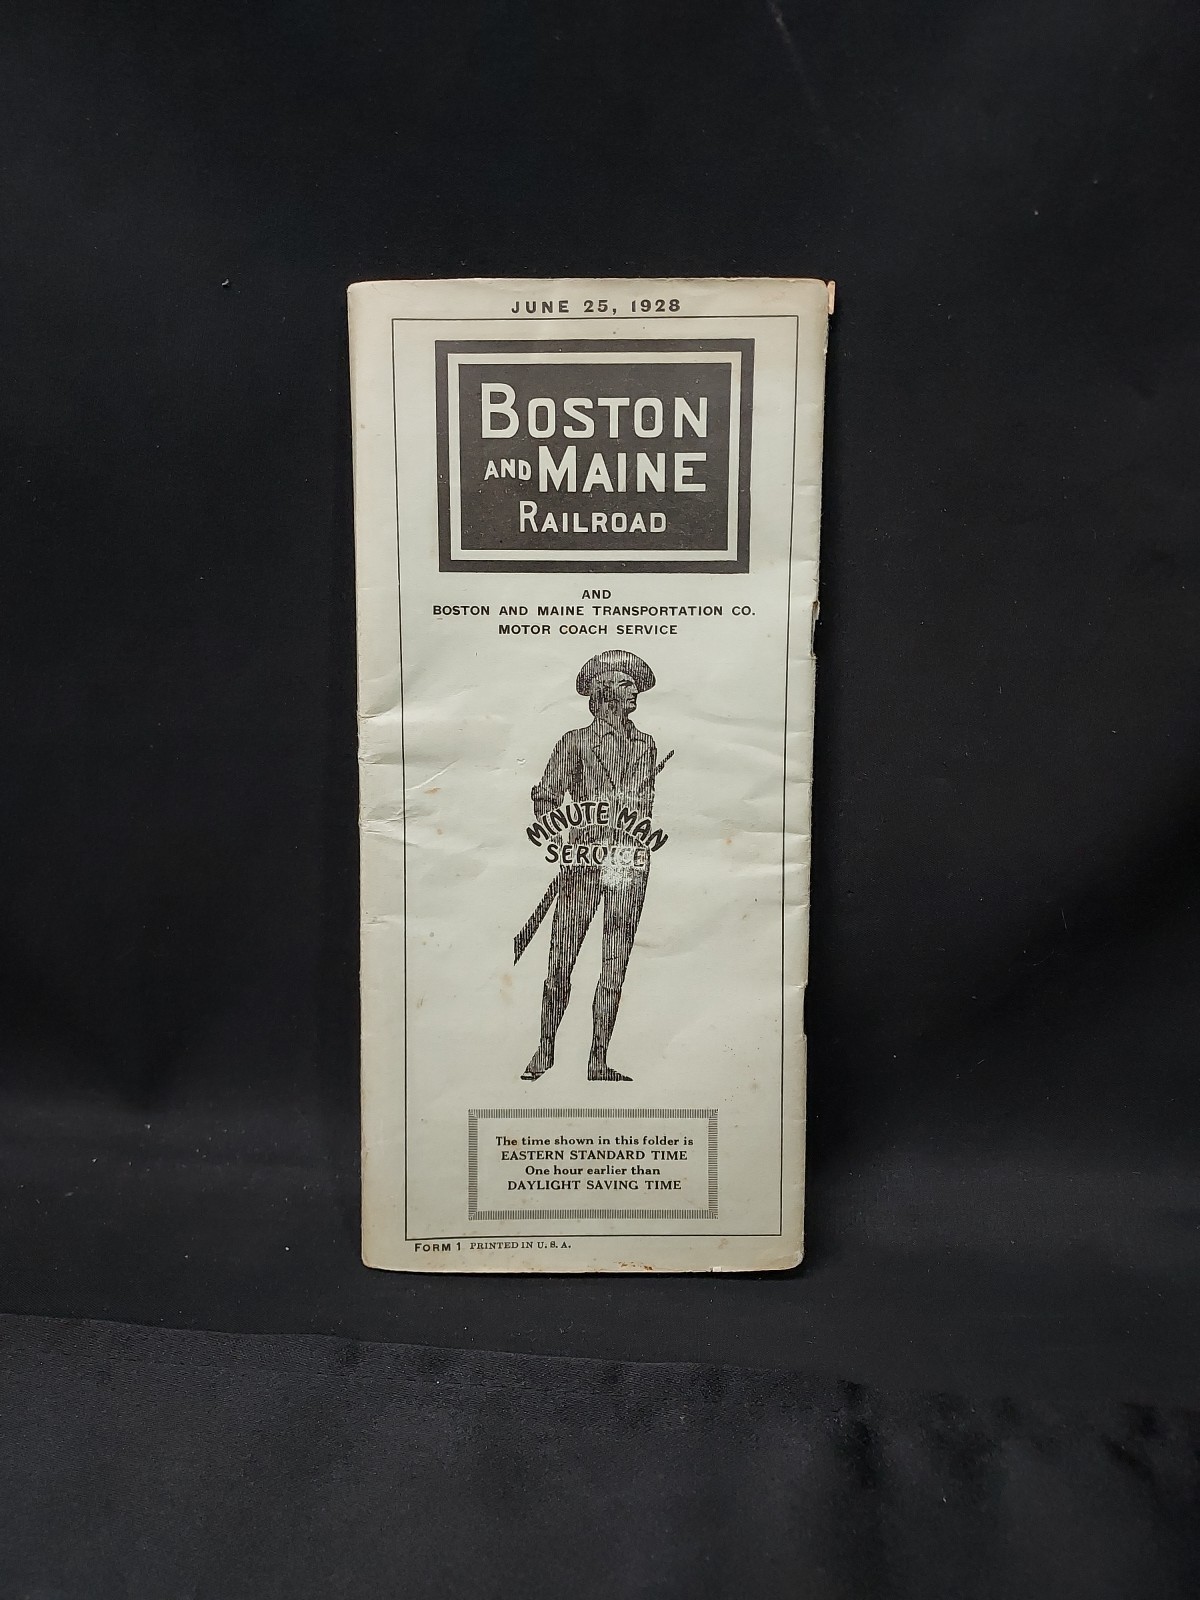 JUNE 25, 1928
BOSTON
AND MAINE
RAILROAD
AND
BOSTON AND MAINE TRANSPORTATION CO.
MOTOR COACH SERVICE
MINUTE MAN
SERVICE
The time shown in this folder is
EASTERN STANDARD TIME
One hour earlier than
DAYLIGHT SAVING TIME
FORM 1 PRINTED IN U. S. A.